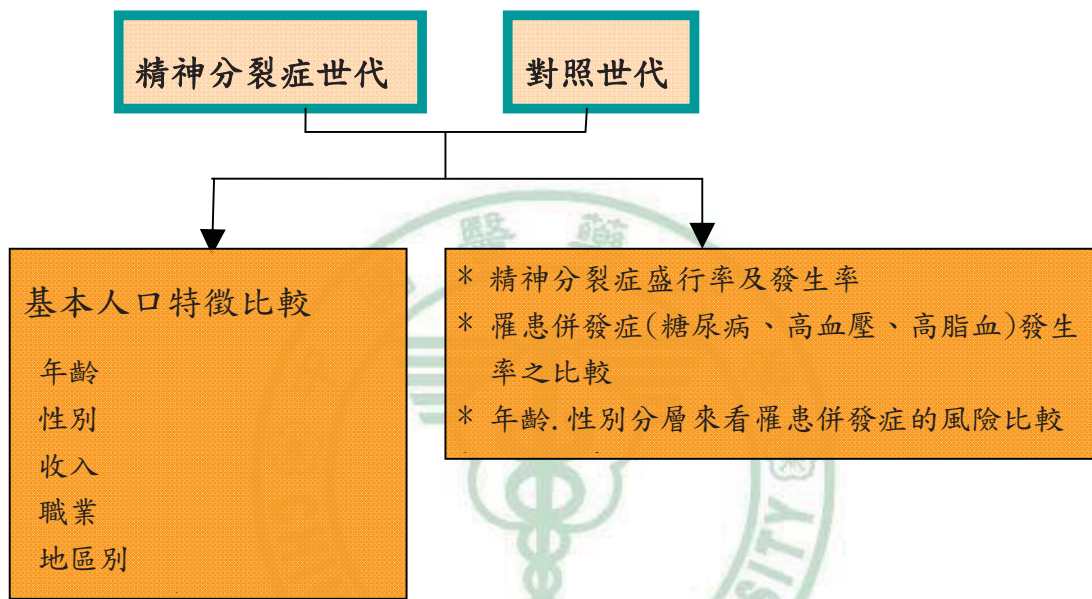 精神分裂症世代
對照世代
醫藥
基本人口特徵比較
年齡
性別
收入
職業
地區別
* 精神分裂症盛行率及發生率
* 罹患併發症(糖尿病、高血壓、高脂血)發生
率之比較
* 年齡.性別分層來看罹患併發症的風險比較
SITY